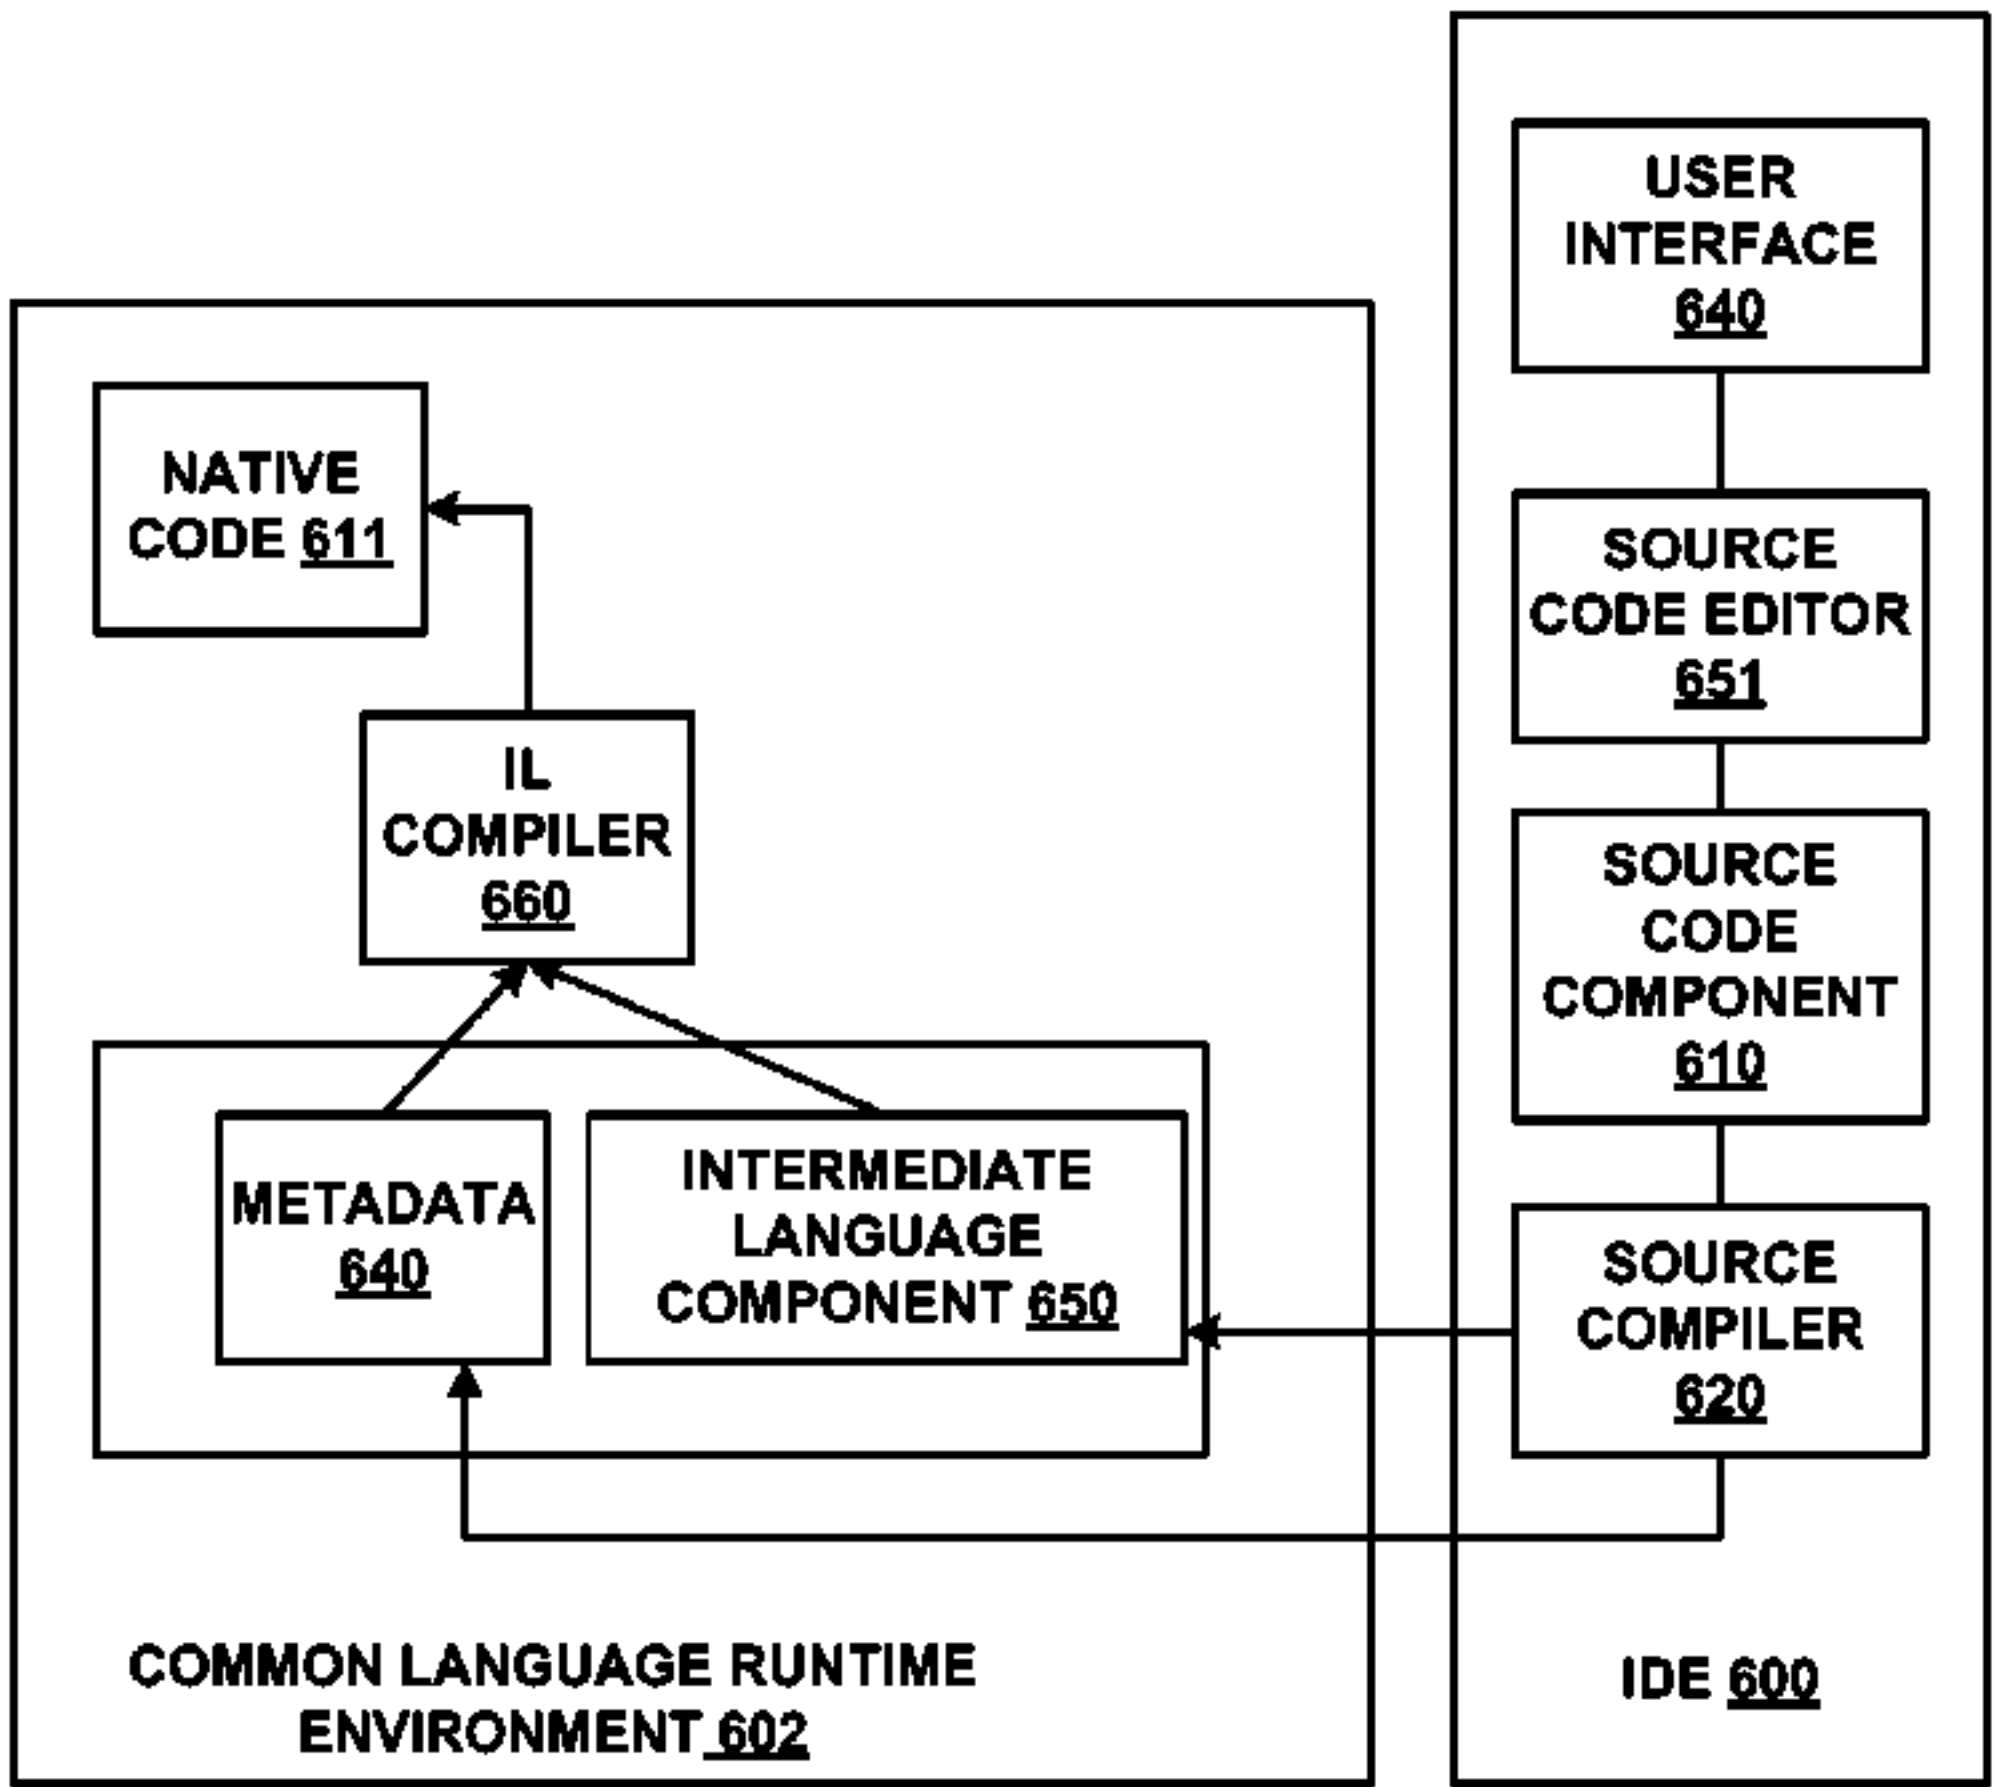 USER
INTERFACE
640
NATIVE
CODE 611
SOURCE
CODE EDITOR
651
IL
COMPILER
660
SOURCE
CODE
COMPONENT
610
METADATA
640
INTERMEDIATE
LANGUAGE
COMPONENT 650
SOURCE
COMPILER
620
COMMON LANGUAGE RUNTIME
ENVIRONMENT 602
IDE 600